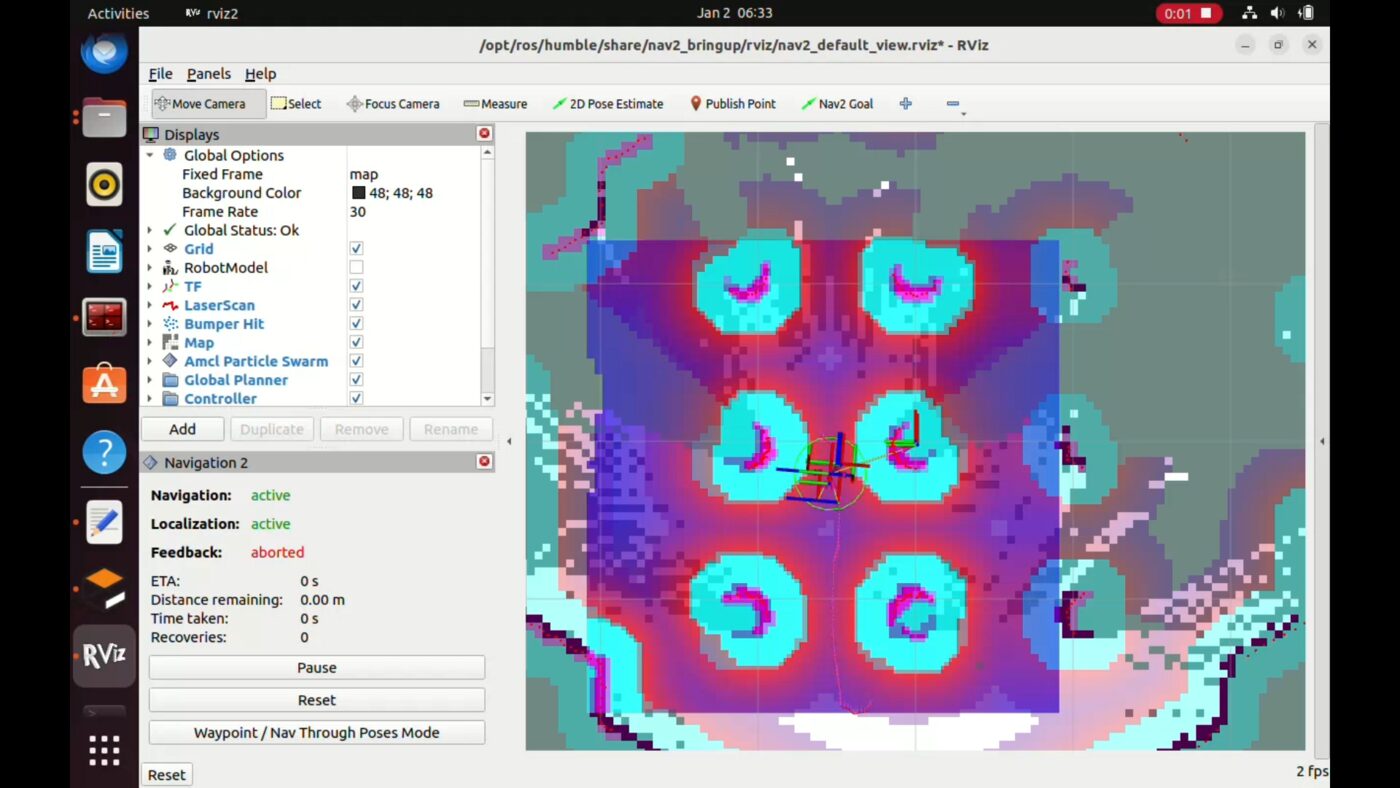 Activities RViz rviz2 Jan 2 06:33 0:01
/opt/ros/humble/share/nav2_bringup/rviz/nav2_default_view.rviz* - RViz
File Panels Help
Move Camera Select Focus Camera Measure 2D Pose Estimate Publish Point Nav2 Goal
Displays
Global Options
Fixed Frame map
Background Color 48; 48; 48
Frame Rate 30
Global Status: Ok
Grid
RobotModel
TF
LaserScan
Bumper Hit
Map
Amcl Particle Swarm
Global Planner
Controller
Add Duplicate Remove Rename
Navigation 2
Navigation: active
Localization: active
Feedback: aborted
ETA: 0 s
Distance remaining: 0.00 m
Time taken: 0 s
Recoveries: 0
Pause
RViz
Reset
Waypoint / Nav Through Poses Mode
Reset
2 fps